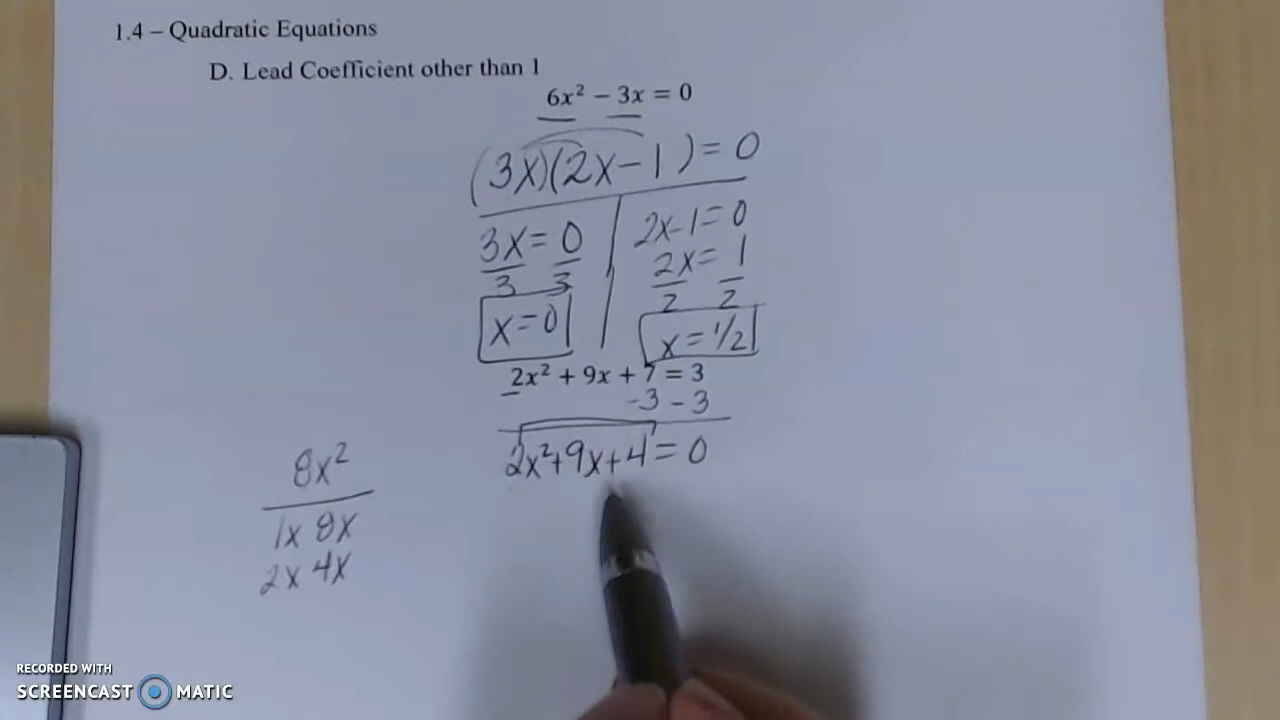 1.4 – Quadratic Equations
D. Lead Coefficient other than 1
6x² − 3x = 0
(3x)(2x−1) = 0
3x = 0 2x-1=0
3 3 2x = 1
2 2
x=0 x = 1/2
2x² + 9x + 7 = 3
-3 - 3
2x²+9x+4 = 0
8x²
1x 8x
2x 4x
RECORDED WITH
SCREENCAST MATIC